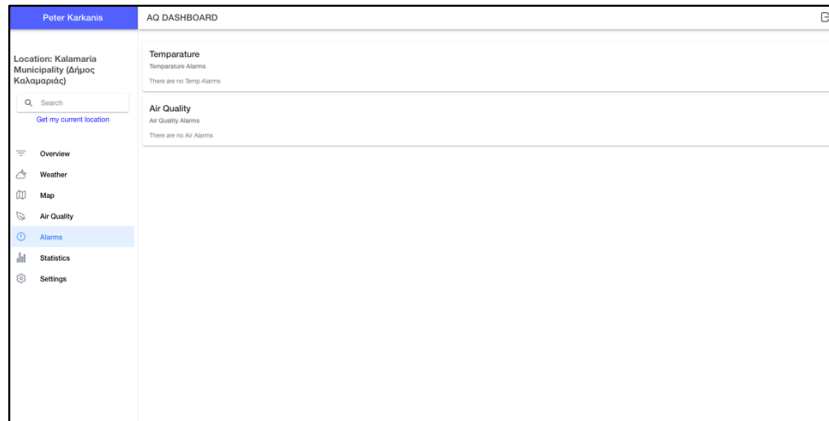 Peter Karkanis
AQ DASHBOARD
Location: Kalamaria
Municipality (Δήμος
Καλαμαριάς)
Search
Get my current location
Overview
Weather
Map
Air Quality
Alarms
Statistics
Settings
Temparature
Temparature Alarms
There are no Temp Alarms
Air Quality
Air Quality Alarms
There are no Air Alarms